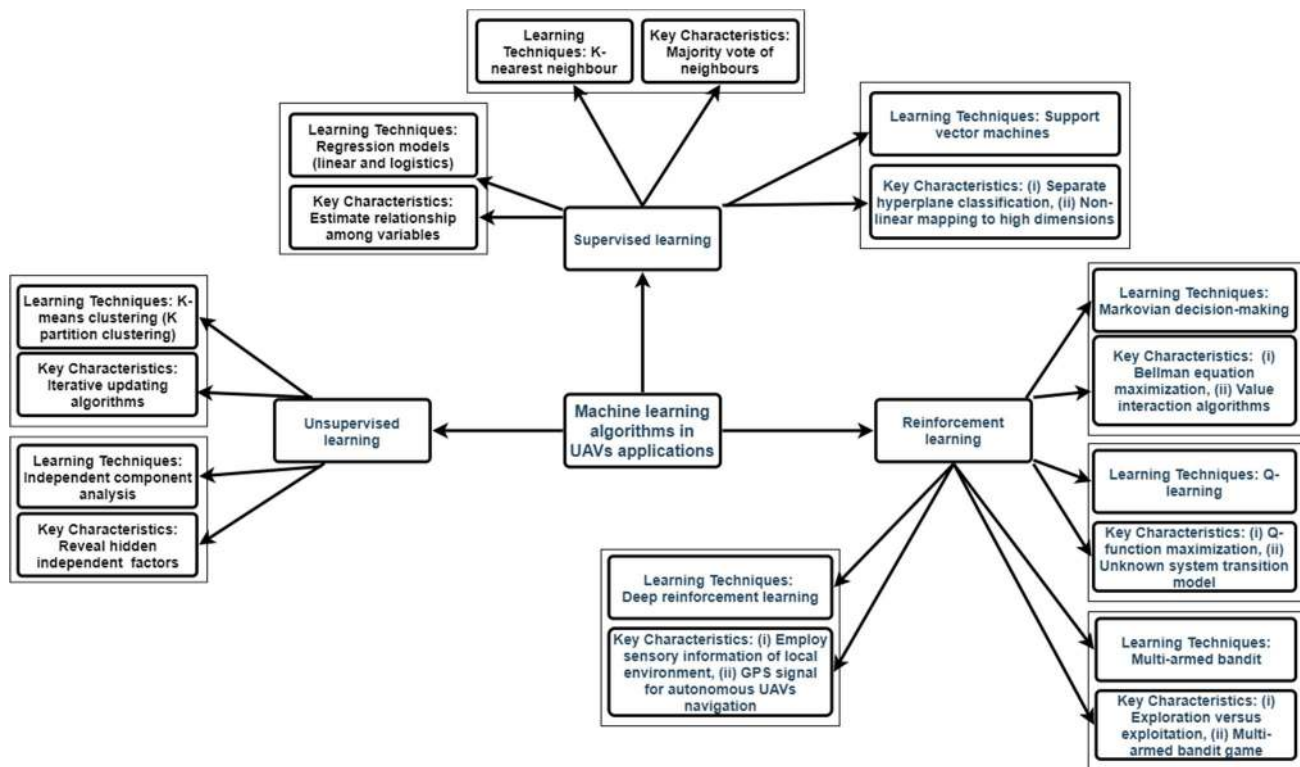 Learning
Techniques: K-
nearest neighbour
Key Characteristics:
Majority vote of
neighbours
Learning Techniques:
Regression models
(linear and logistics)
Key Characteristics:
Estimate relationship
among variables
Learning Techniques: Support
vector machines
Key Characteristics: (i) Separate
hyperplane classification, (ii) Non-
linear mapping to high dimensions
Supervised learning
Learning Techniques: K-
means clustering (K
partition clustering)
Key Characteristics:
Iterative updating
algorithms
Unsupervised
learning
Learning Techniques:
Independent component
analysis
Key Characteristics:
Reveal hidden
independent factors
Machine learning
algorithms in
UAVs applications
Reinforcement
learning
Learning Techniques:
Markovian decision-making
Key Characteristics: (i)
Bellman equation
maximization, (ii) Value
interaction algorithms
Learning Techniques: Q-
learning
Key Characteristics: (i) Q-
function maximization, (ii)
Unknown system transition
model
Learning Techniques:
Deep reinforcement learning
Key Characteristics: (i) Employ
sensory information of local
environment, (ii) GPS signal
for autonomous UAVs
navigation
Learning Techniques:
Multi-armed bandit
Key Characteristics: (i)
Exploration versus
exploitation, (ii) Multi-
armed bandit game